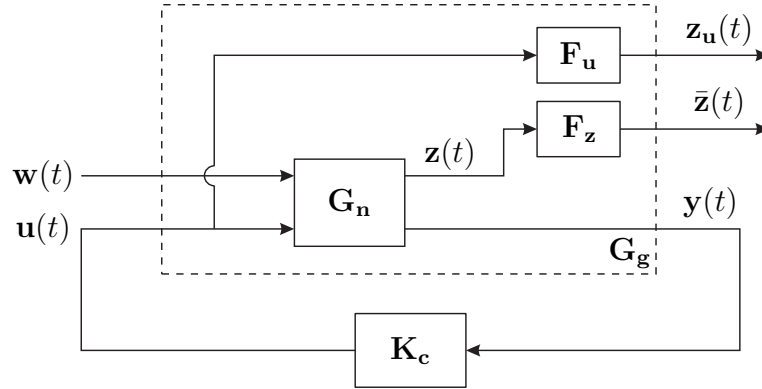 z_u(t)
F_u
z̄(t)
F_z
z(t)
w(t)
G_n
u(t)
y(t)
G_g
K_c